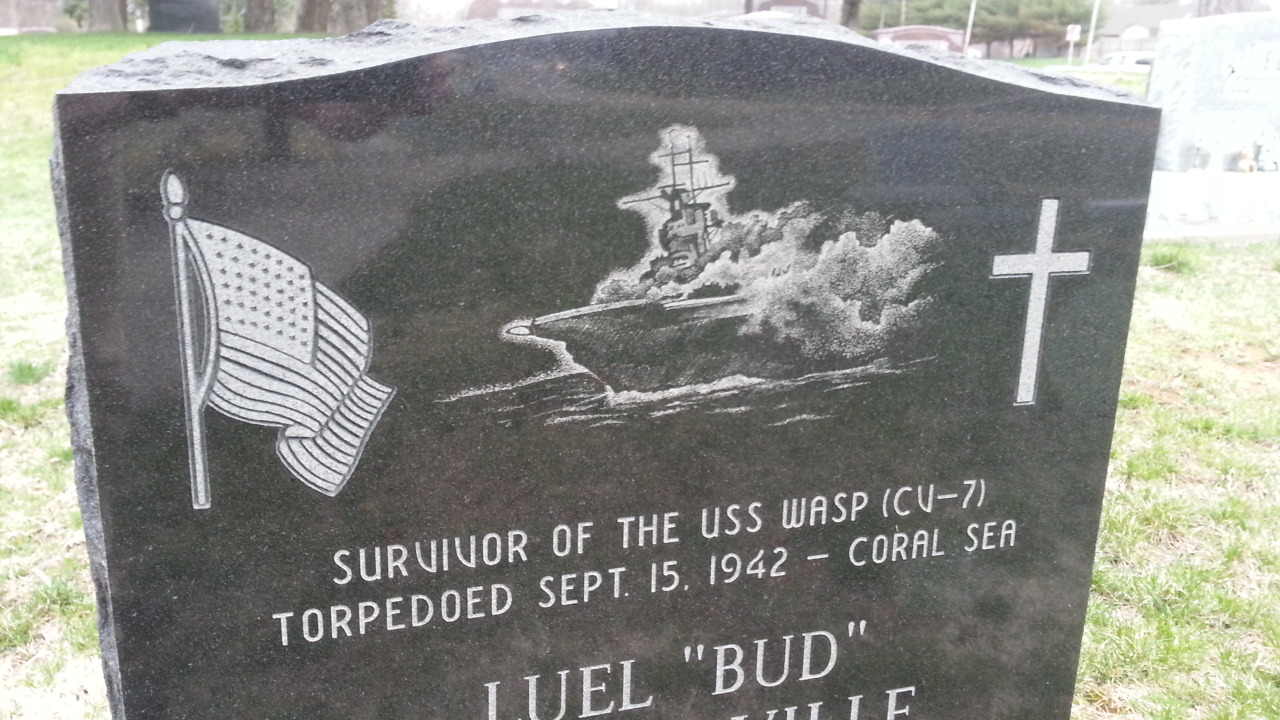 SURVIVOR OF THE USS WASP (CV-7)
TORPEDOED SEPT. 15, 1942 - CORAL SEA
LUEL "BUD"